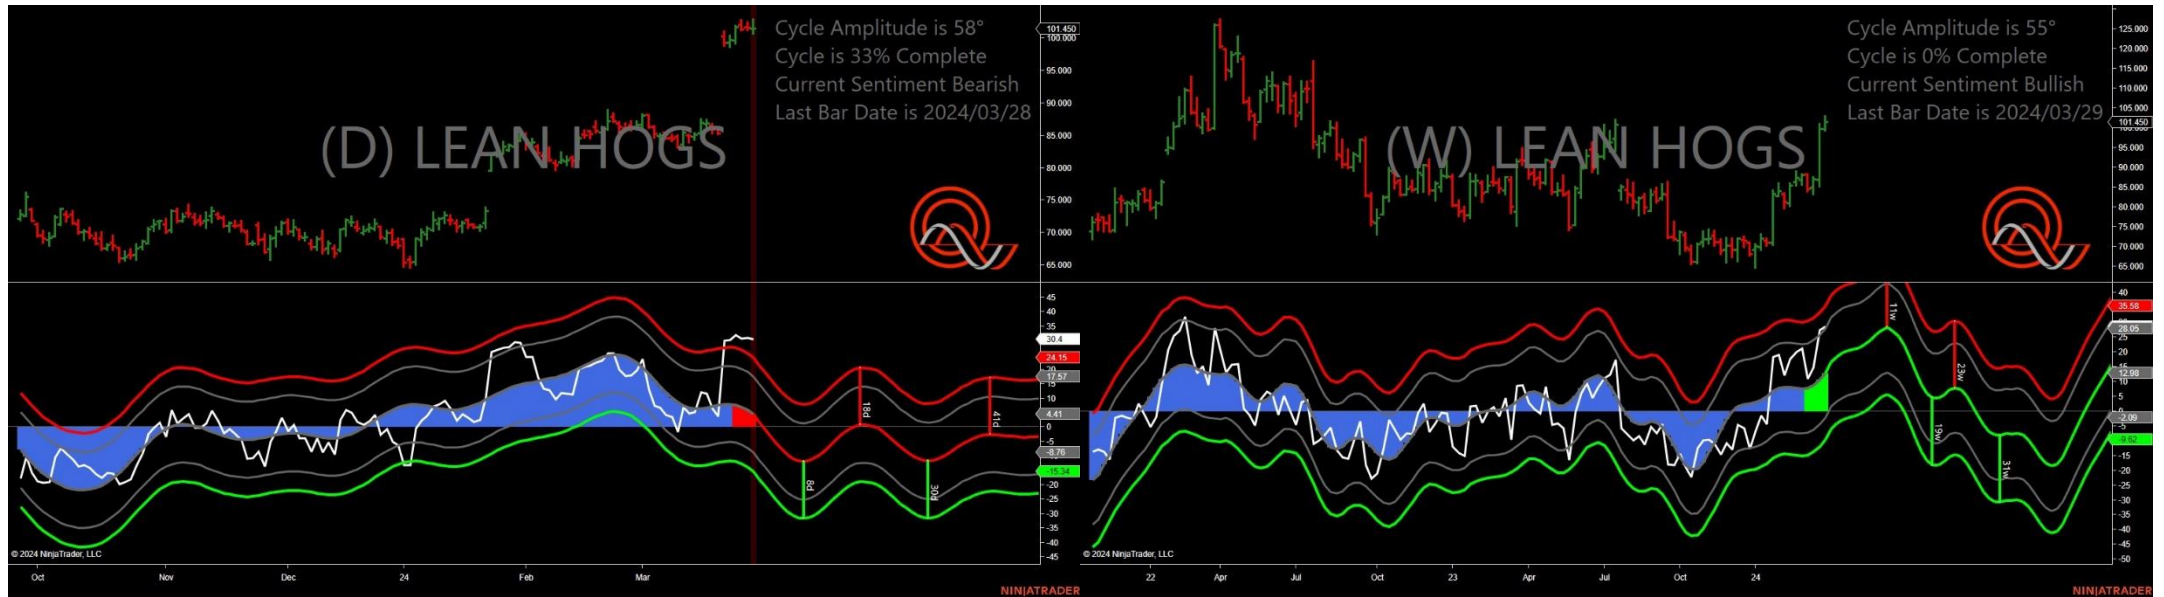 Cycle Amplitude is 58°
Cycle is 33% Complete
Current Sentiment Bearish
Last Bar Date is 2024/03/28
(D) LEAN HOGS
101.450
100.000
95.000
90.000
85.000
80.000
75.000
70.000
65.000
45
40
35
30.4
24.15
20
17.57
10
4.41
0
-5
-8.76
-15.34
-20
-25
-30
-35
-40
-45
8d
18d
30d
41d
© 2024 NinjaTrader, LLC
Oct
Nov
Dec
24
Feb
Mar
NINJATRADER
Cycle Amplitude is 55°
Cycle is 0% Complete
Current Sentiment Bullish
Last Bar Date is 2024/03/29
(W) LEAN HOGS
125.000
120.000
115.000
110.000
105.000
101.450
95.000
90.000
85.000
80.000
75.000
70.000
65.000
40
35.58
28.05
20
15
12.98
5
-2.09
-5
-9.62
-15
-20
-25
-30
-35
-40
-45
-50
11w
23w
19w
31w
© 2024 NinjaTrader, LLC
22
Apr
Jul
Oct
23
Apr
Jul
Oct
24
NINJATRADER